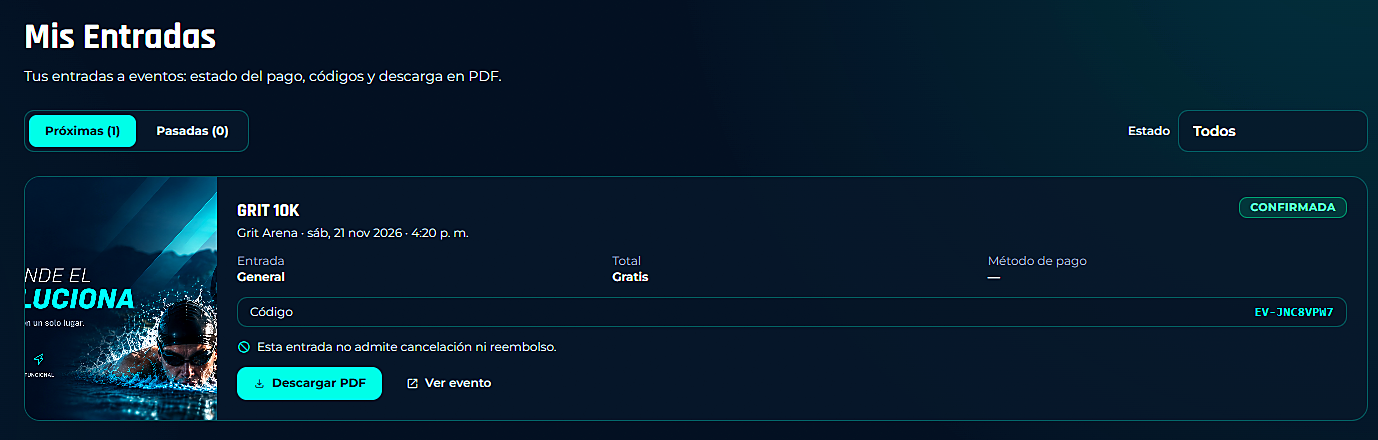 Mis Entradas
Tus entradas a eventos: estado del pago, códigos y descarga en PDF.
Próximas (1) Pasadas (0)
Estado Todos
NDE EL
LUCIONA
en un solo lugar.
FUNCIONAL
GRIT 10K
CONFIRMADA
Grit Arena · sáb, 21 nov 2026 · 4:20 p. m.
Entrada Total Método de pago
General Gratis —
Código EV-JNC8VPW7
Esta entrada no admite cancelación ni reembolso.
Descargar PDF Ver evento